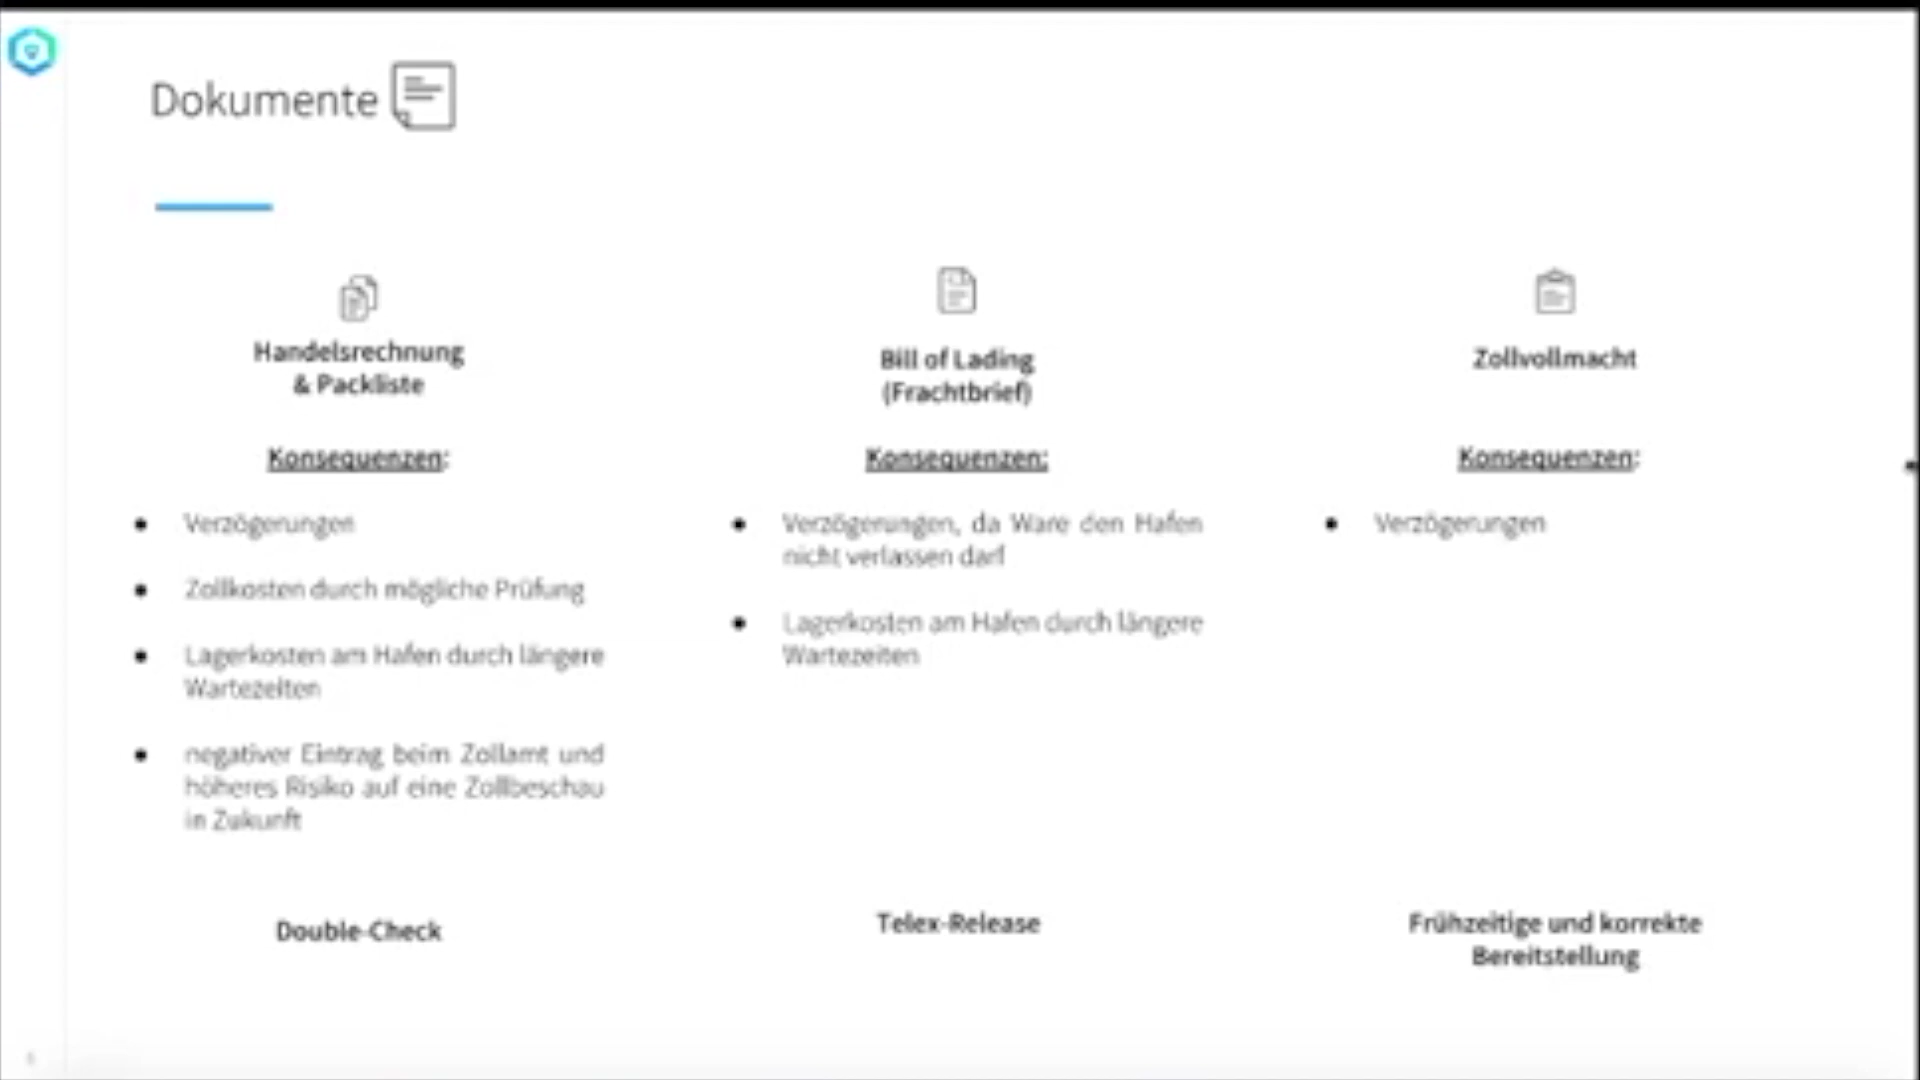 Dokumente
Handelsrechnung
& Packliste
Konsequenzen:
Verzögerungen
Zollkosten durch mögliche Prüfung
Lagerkosten am Hafen durch längere
Wartezeiten
negativer Eintrag beim Zollamt und
höheres Risiko auf eine Zollbeschau
in Zukunft
Double-Check
Bill of Lading
(Frachtbrief)
Konsequenzen:
Verzögerungen, da Ware den Hafen
nicht verlassen darf
Lagerkosten am Hafen durch längere
Wartezeiten
Telex-Release
Zollvollmacht
Konsequenzen:
Verzögerungen
Frühzeitige und korrekte
Bereitstellung